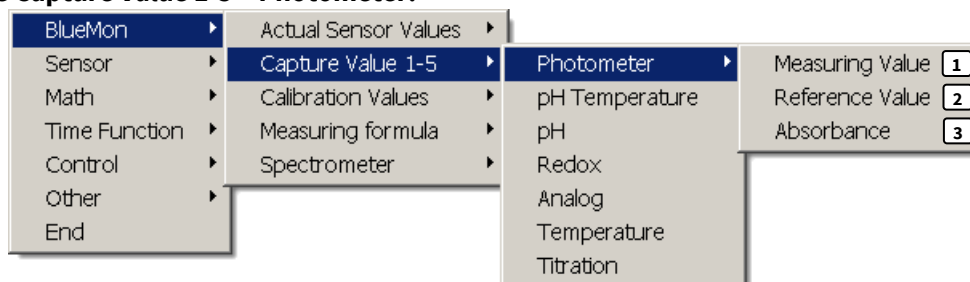 BlueMon
Sensor
Math
Time Function
Control
Other
End
Actual Sensor Values
Capture Value 1-5
Calibration Values
Measuring formula
Spectrometer
Photometer
pH Temperature
pH
Redox
Analog
Temperature
Titration
Measuring Value 1
Reference Value 2
Absorbance 3